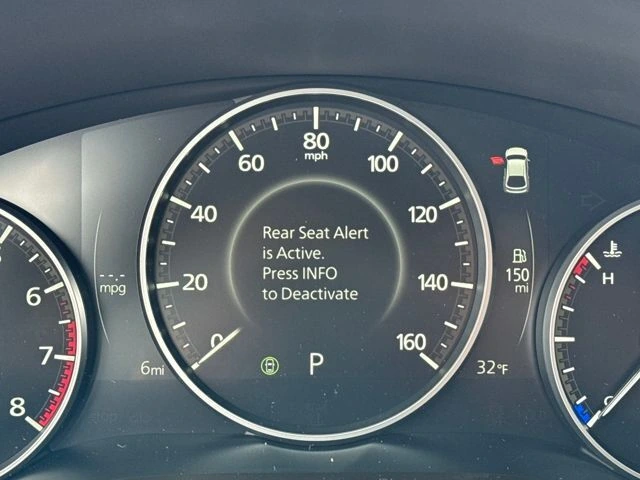 80
mph
60
100
40
120
20
140
0
160
Rear Seat Alert
is Active.
Press INFO
to Deactivate
--.-
mpg
6mi
P
32°F
150
mi
6
7
8
H